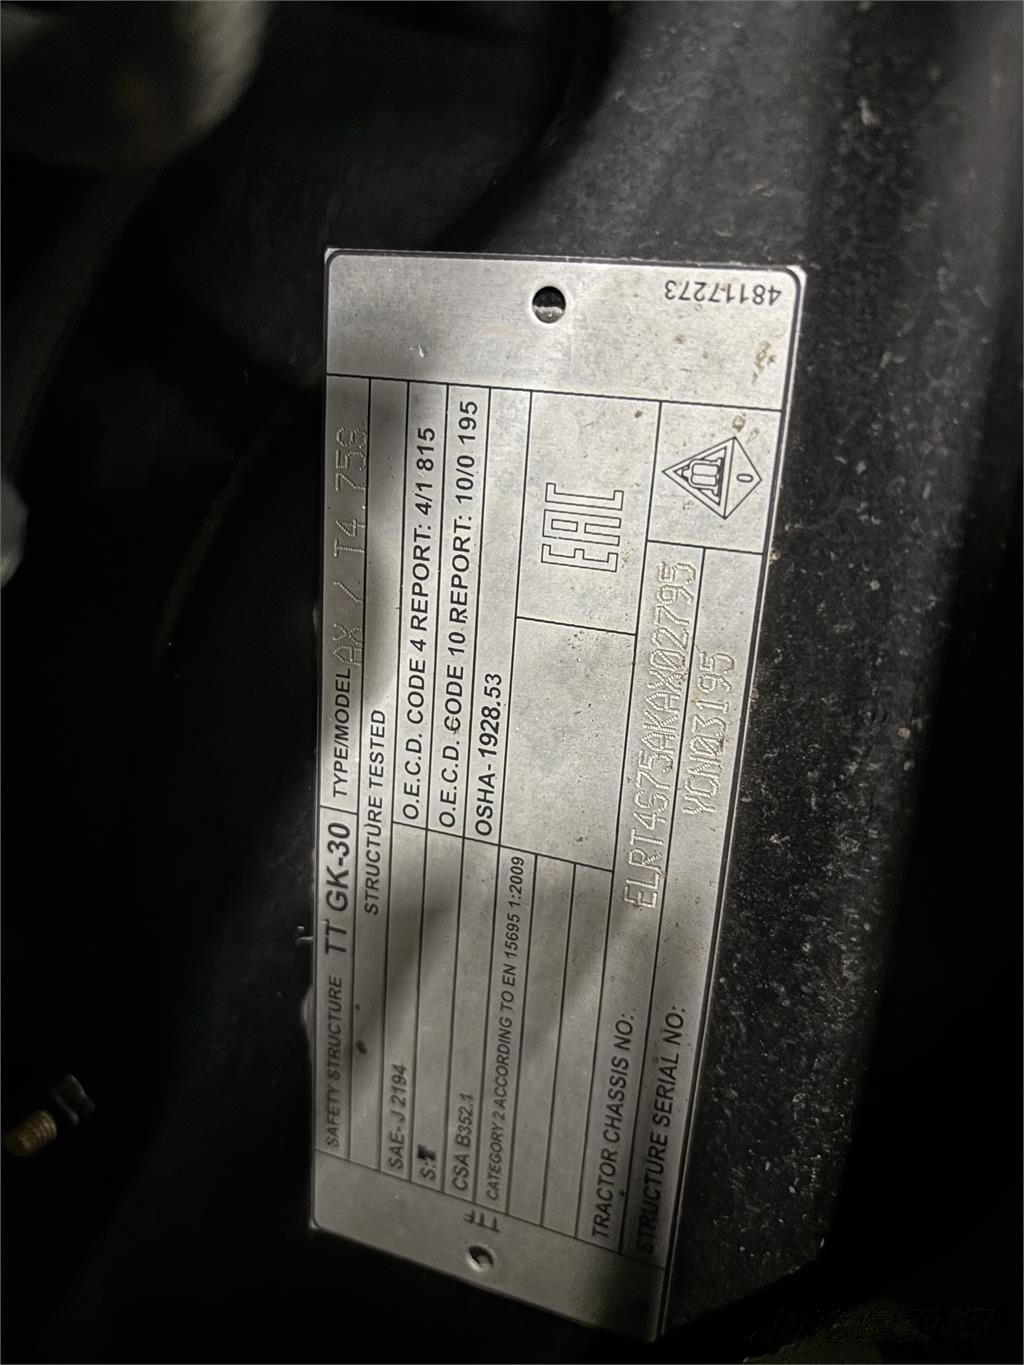 48117273
SAFETY STRUCTURE TT GK-30 TYPE/MODEL AX / T4.75S
STRUCTURE TESTED
SAE- J 2194 O.E.C.D. CODE 4 REPORT: 4/1 815
O.E.C.D. CODE 10 REPORT: 10/0 195
CSA B352.1 OSHA-1928.53
CATEGORY 2 ACCORDING TO EN 15695 1:2009
EAC
0
TRACTOR CHASSIS NO: ELRT4S75AKAX02795
STRUCTURE SERIAL NO: YCN03195